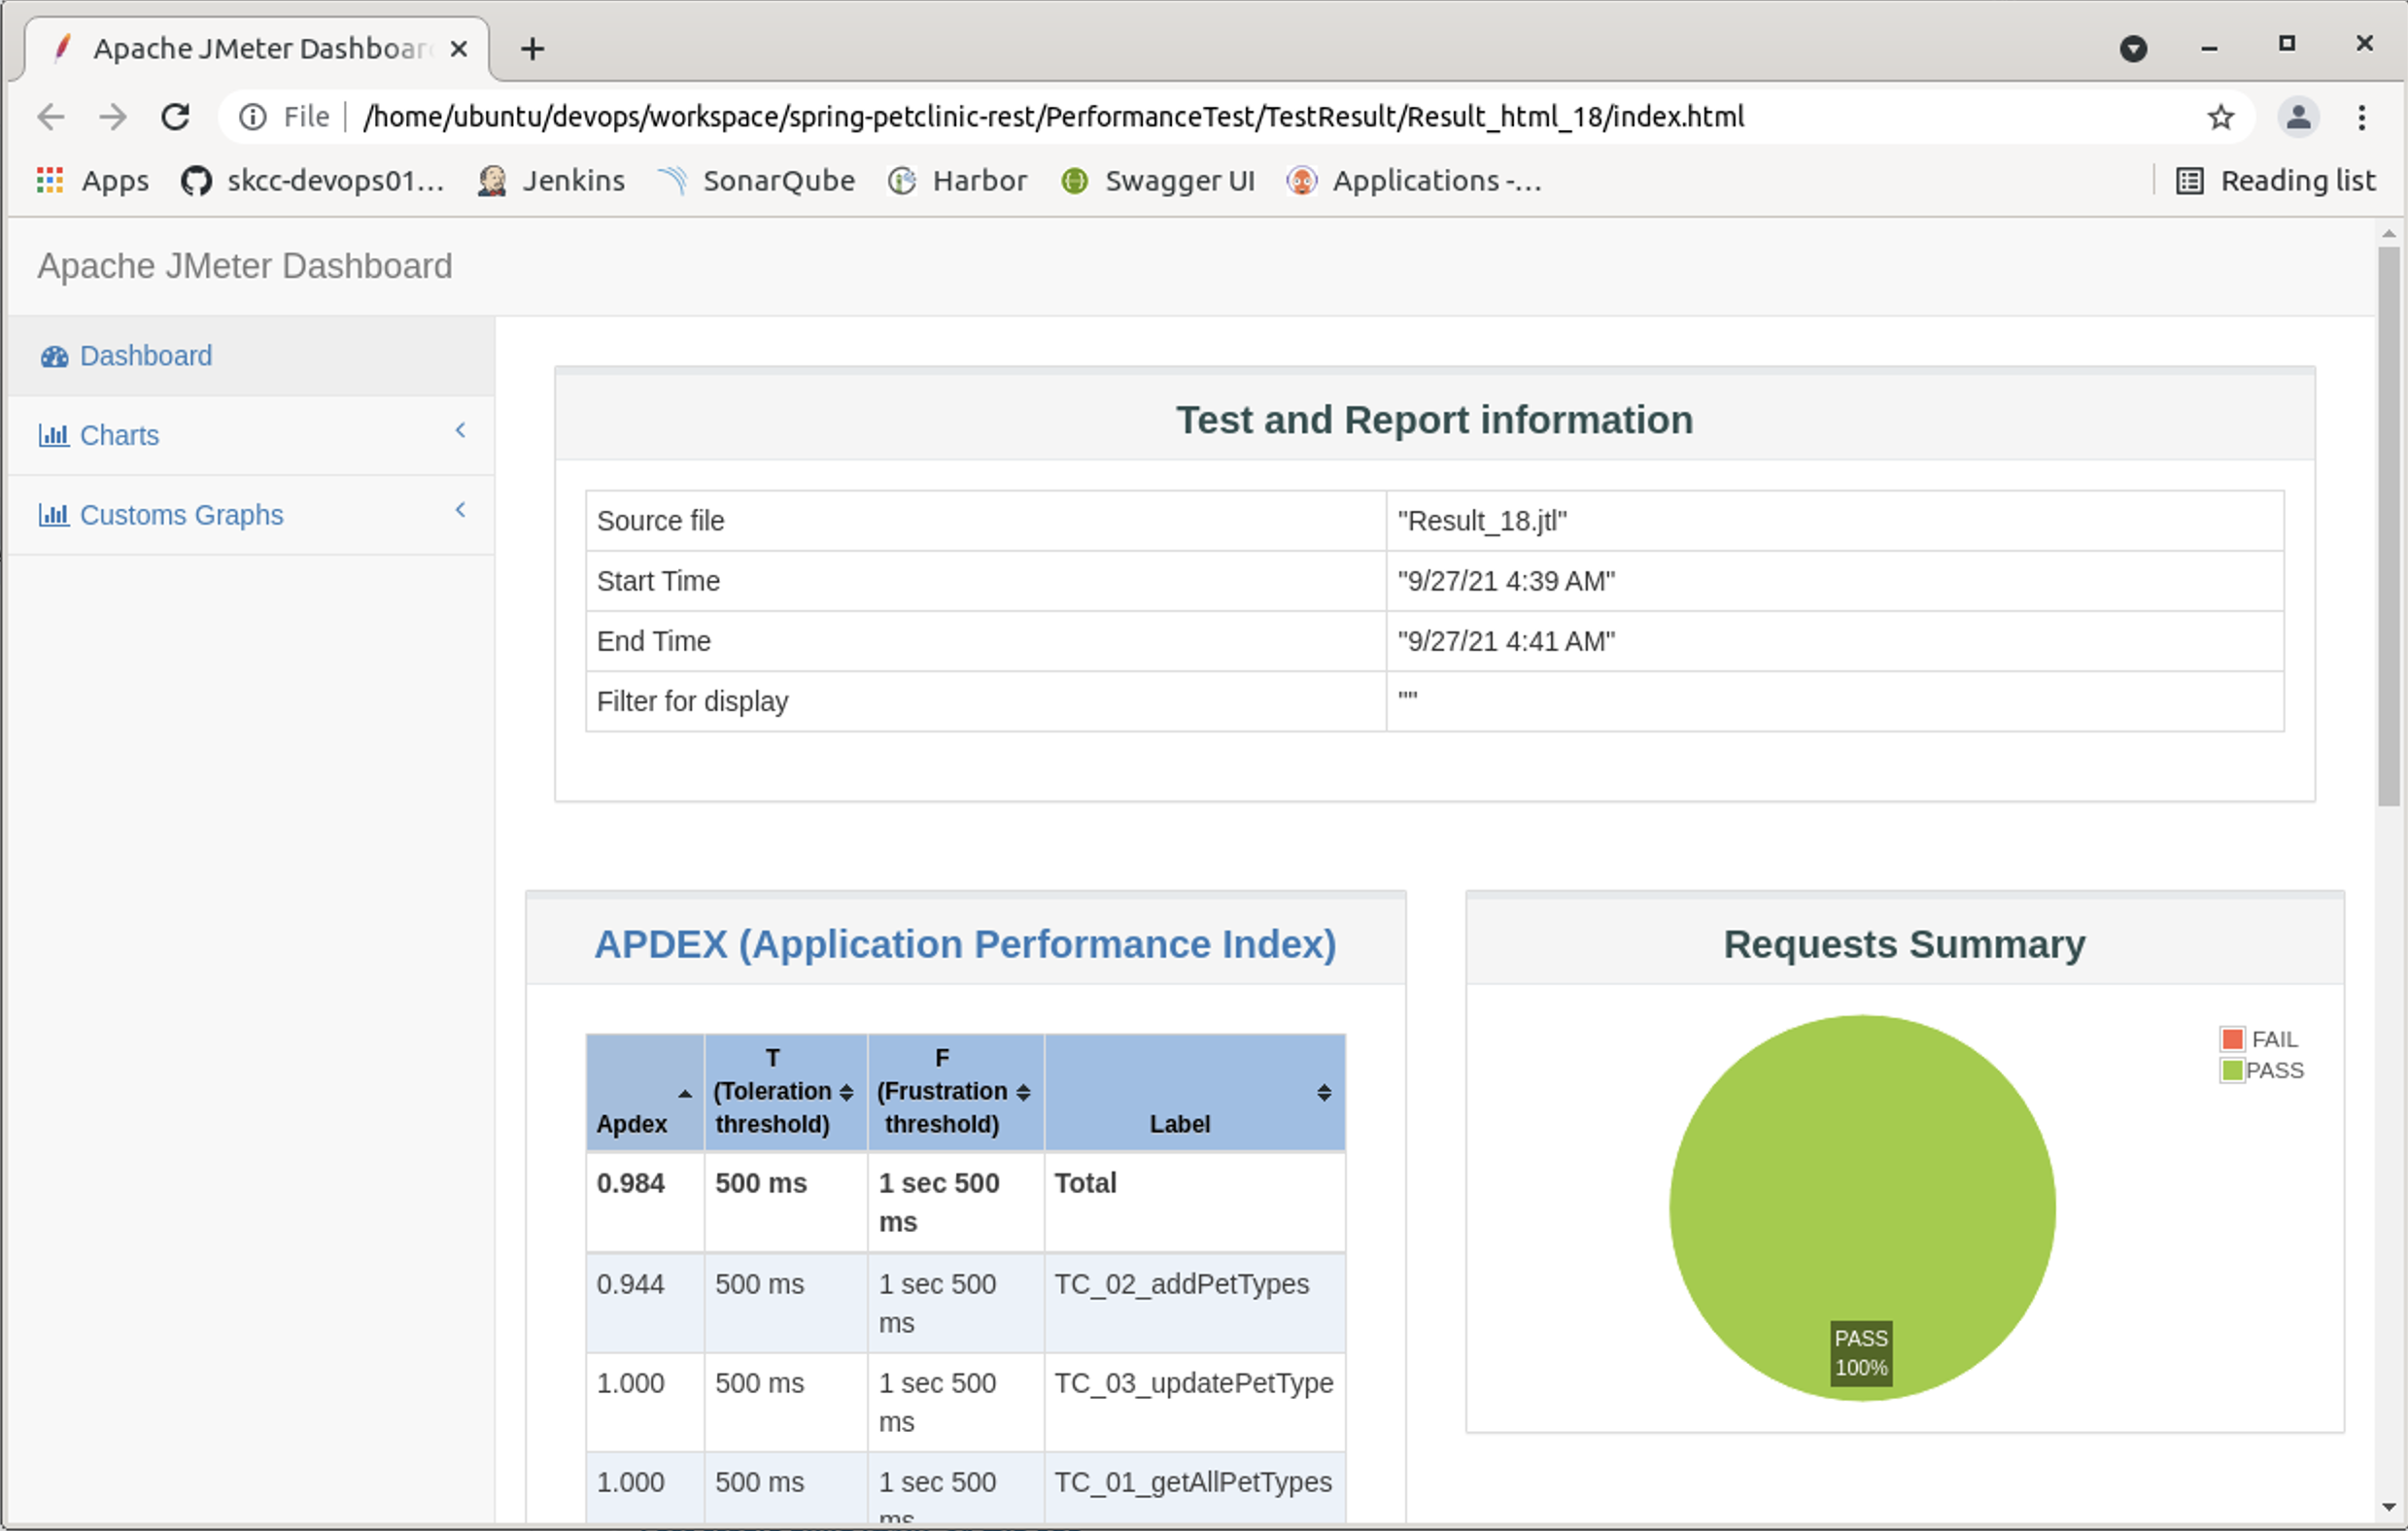 Apache JMeter Dashboar
File
/home/ubuntu/devops/workspace/spring-petclinic-rest/PerformanceTest/TestResult/Result_html_18/index.html
Apps skcc-devops01... Jenkins SonarQube Harbor Swagger UI Applications -... Reading list
Apache JMeter Dashboard
Dashboard
Charts
Customs Graphs
Test and Report information
Source file "Result_18.jtl"
Start Time "9/27/21 4:39 AM"
End Time "9/27/21 4:41 AM"
Filter for display ""
APDEX (Application Performance Index)
Apdex
T (Toleration threshold)
F (Frustration threshold)
Label
0.984 500 ms 1 sec 500 ms Total
0.944 500 ms 1 sec 500 ms TC_02_addPetTypes
1.000 500 ms 1 sec 500 ms TC_03_updatePetType
1.000 500 ms 1 sec 500 ms TC_01_getAllPetTypes
Requests Summary
FAIL
PASS
PASS
100%